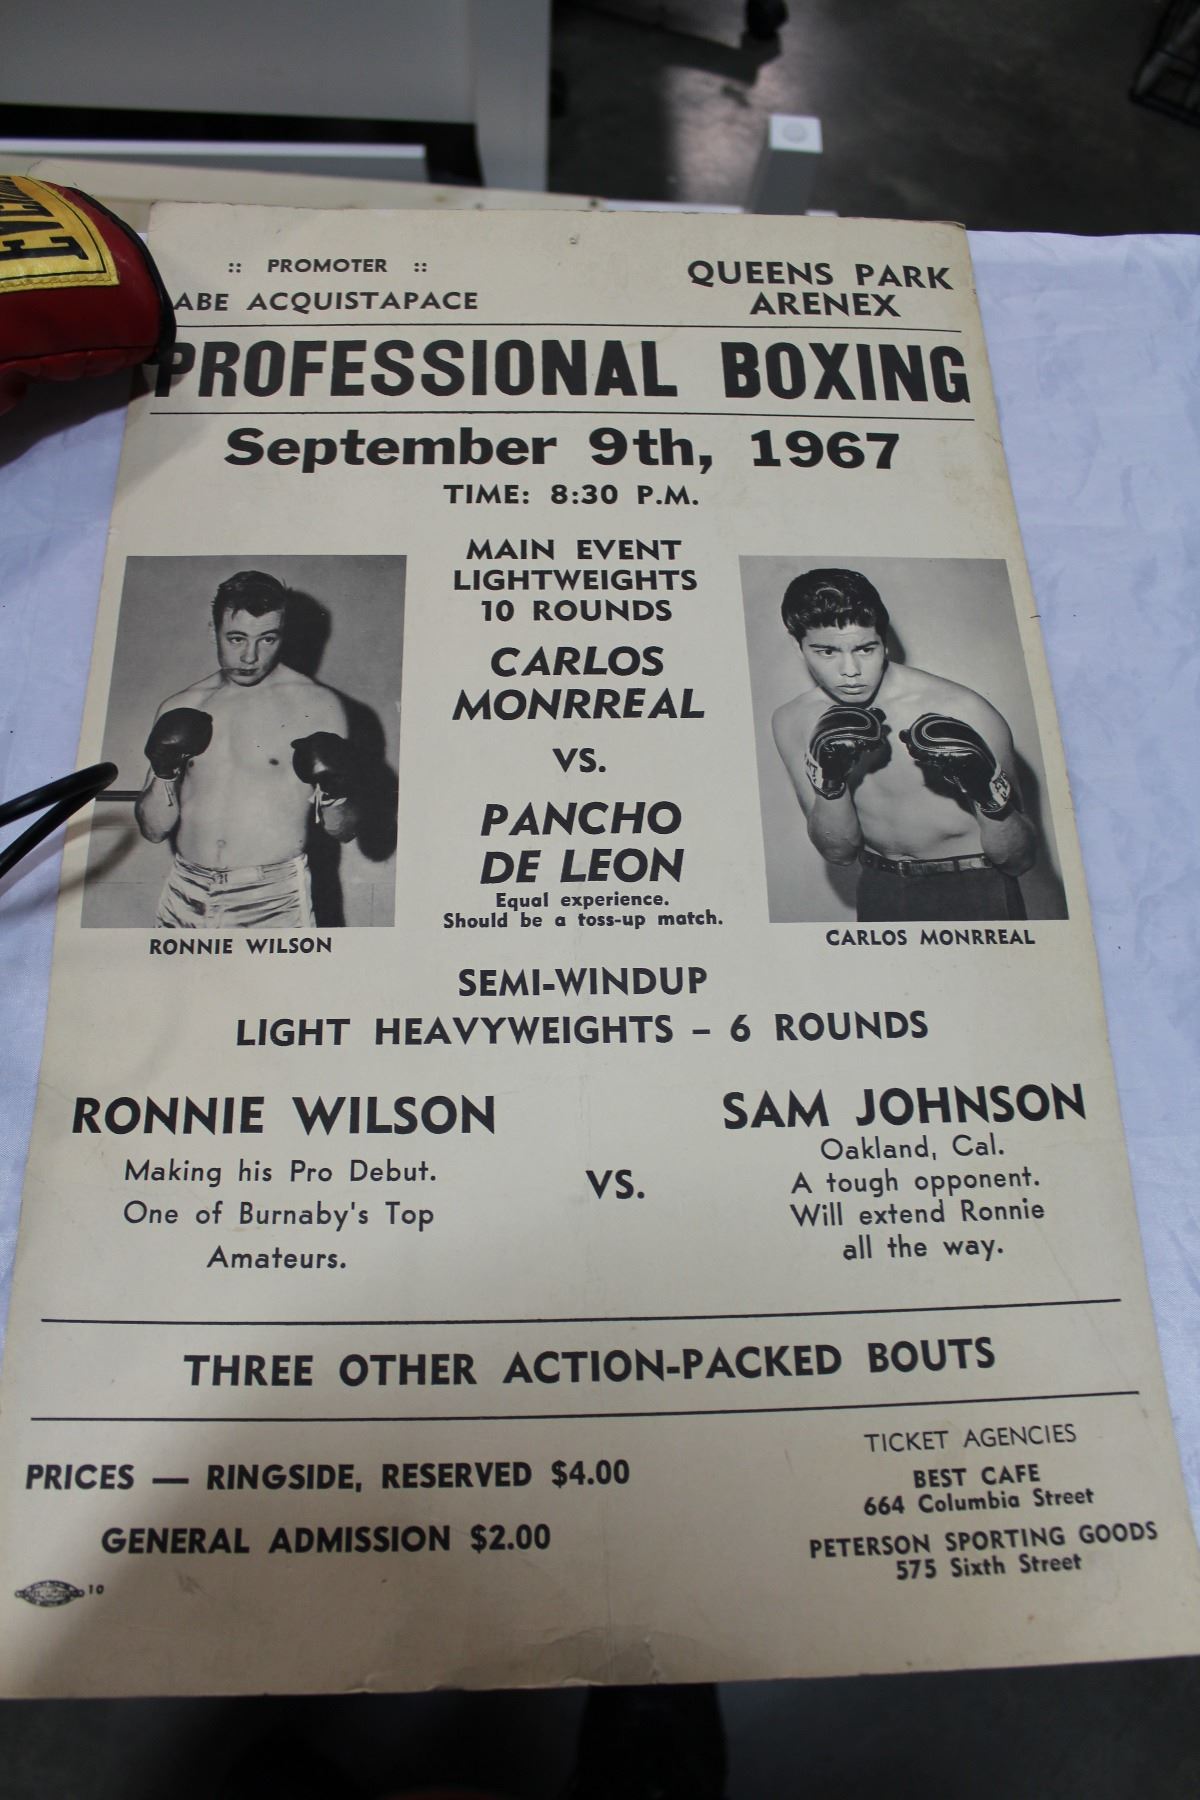 :: PROMOTER ::
ABE ACQUISTAPACE
QUEENS PARK
ARENEX
PROFESSIONAL BOXING
September 9th, 1967
TIME: 8:30 P.M.
MAIN EVENT
LIGHTWEIGHTS
10 ROUNDS
CARLOS
MONRREAL
VS.
PANCHO
DE LEON
Equal experience.
Should be a toss-up match.
RONNIE WILSON
CARLOS MONRREAL
SEMI-WINDUP
LIGHT HEAVYWEIGHTS – 6 ROUNDS
RONNIE WILSON
Making his Pro Debut.
One of Burnaby's Top
Amateurs.
VS.
SAM JOHNSON
Oakland, Cal.
A tough opponent.
Will extend Ronnie
all the way.
THREE OTHER ACTION-PACKED BOUTS
PRICES — RINGSIDE, RESERVED $4.00
GENERAL ADMISSION $2.00
TICKET AGENCIES
BEST CAFE
664 Columbia Street
PETERSON SPORTING GOODS
575 Sixth Street
10